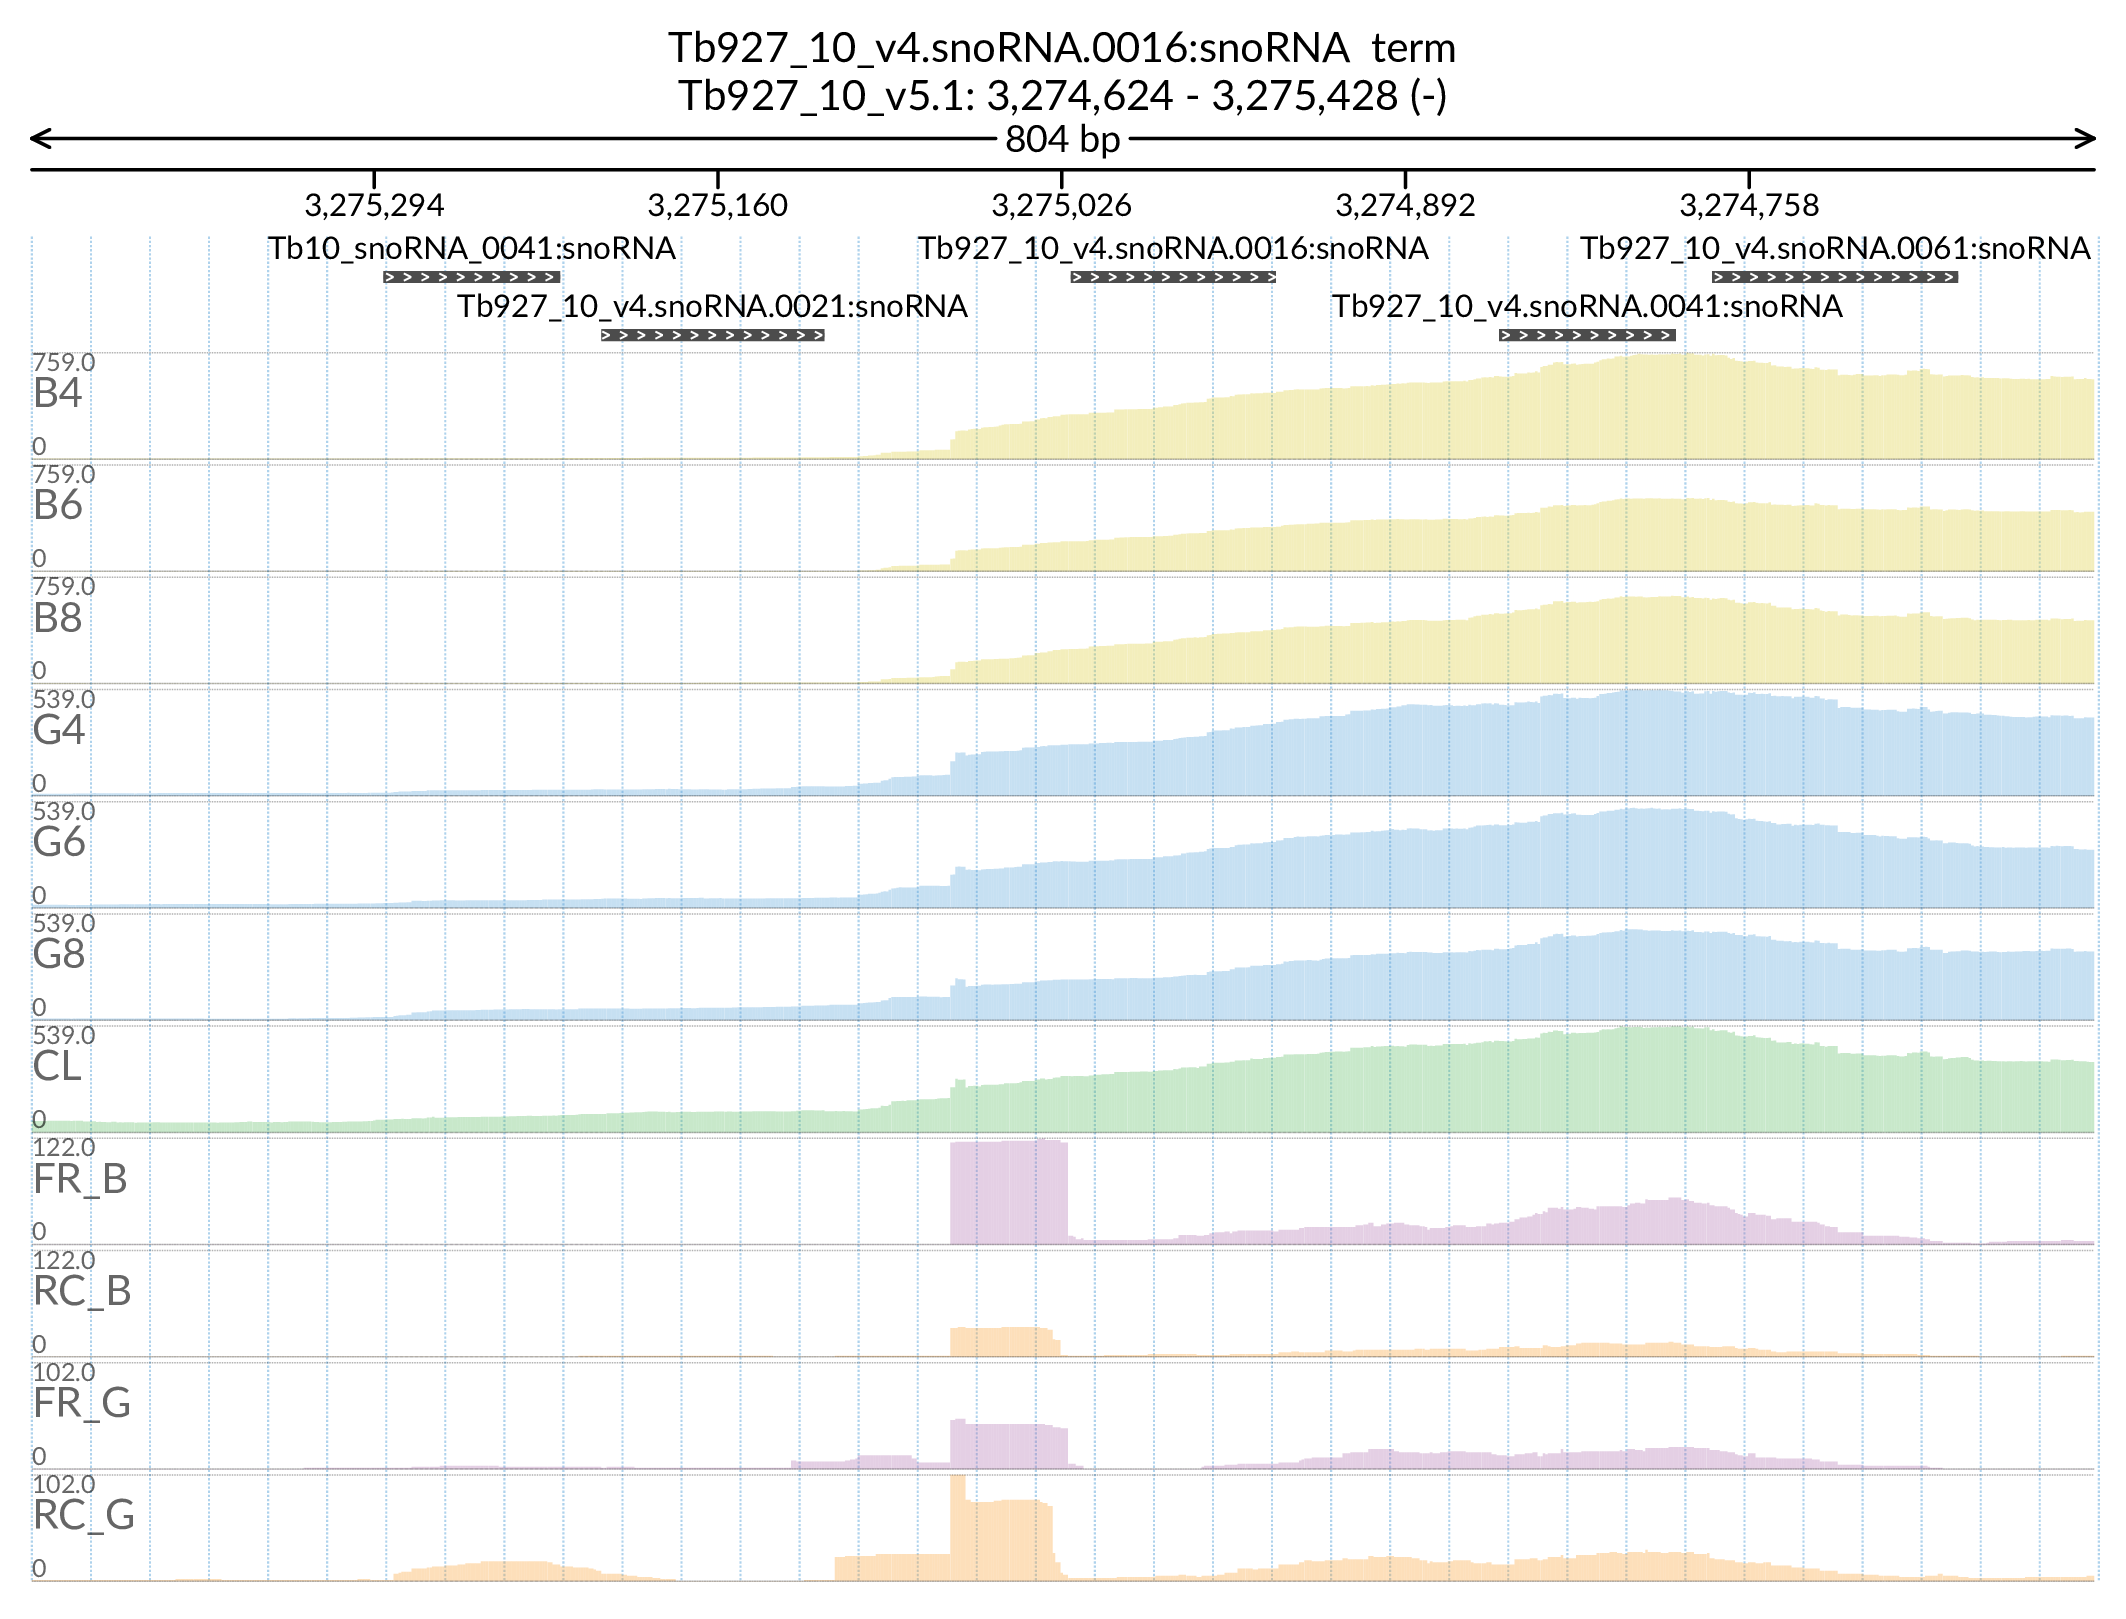 Tb927_10_v4.snoRNA.0016:snoRNA term
Tb927_10_v5.1: 3,274,624 - 3,275,428 (-)
804 bp
3,275,294 3,275,160 3,275,026 3,274,892 3,274,758
Tb10_snoRNA_0041:snoRNA Tb927_10_v4.snoRNA.0016:snoRNA Tb927_10_v4.snoRNA.0061:snoRNA
Tb927_10_v4.snoRNA.0021:snoRNA Tb927_10_v4.snoRNA.0041:snoRNA
759.0
B4
0
759.0
B6
0
759.0
B8
0
539.0
G4
0
539.0
G6
0
539.0
G8
0
539.0
CL
0
122.0
FR_B
0
122.0
RC_B
0
102.0
FR_G
0
102.0
RC_G
0